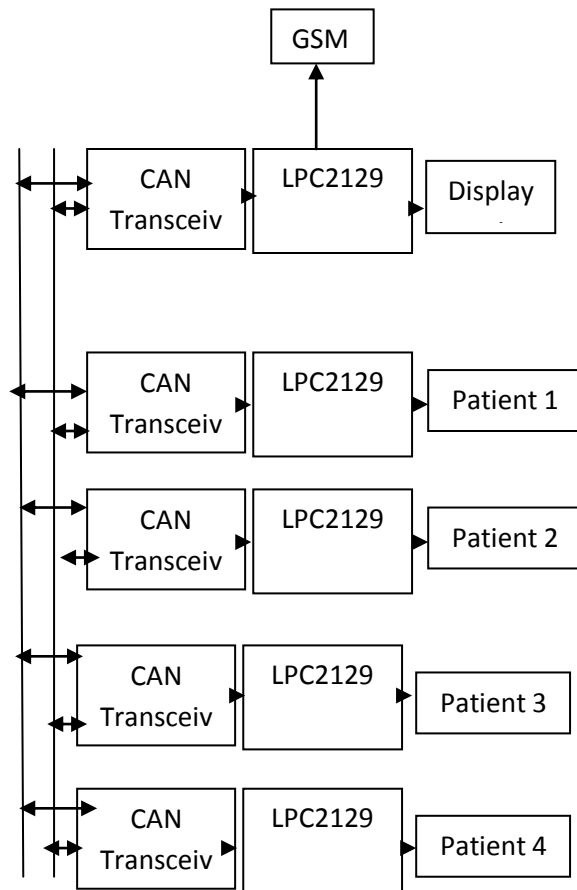 GSM
CAN
Transceiv
LPC2129
Display
CAN
Transceiv
LPC2129
Patient 1
CAN
Transceiv
LPC2129
Patient 2
CAN
Transceiv
LPC2129
Patient 3
CAN
Transceiv
LPC2129
Patient 4